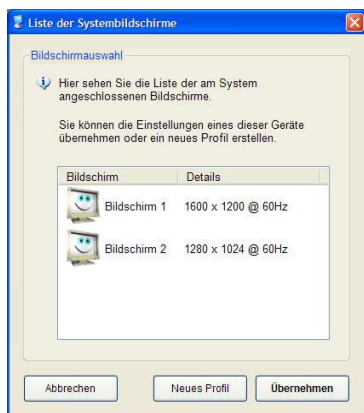 Liste der Systembildschirme
Bildschirmauswahl
Hier sehen Sie die Liste der am System
angeschlossenen Bildschirme.
Sie können die Einstellungen eines dieser Geräte
übernehmen oder ein neues Profil erstellen.
Bildschirm Details
Bildschirm 1 1600 x 1200 @ 60Hz
Bildschirm 2 1280 x 1024 @ 60Hz
Abbrechen Neues Profil Übernehmen